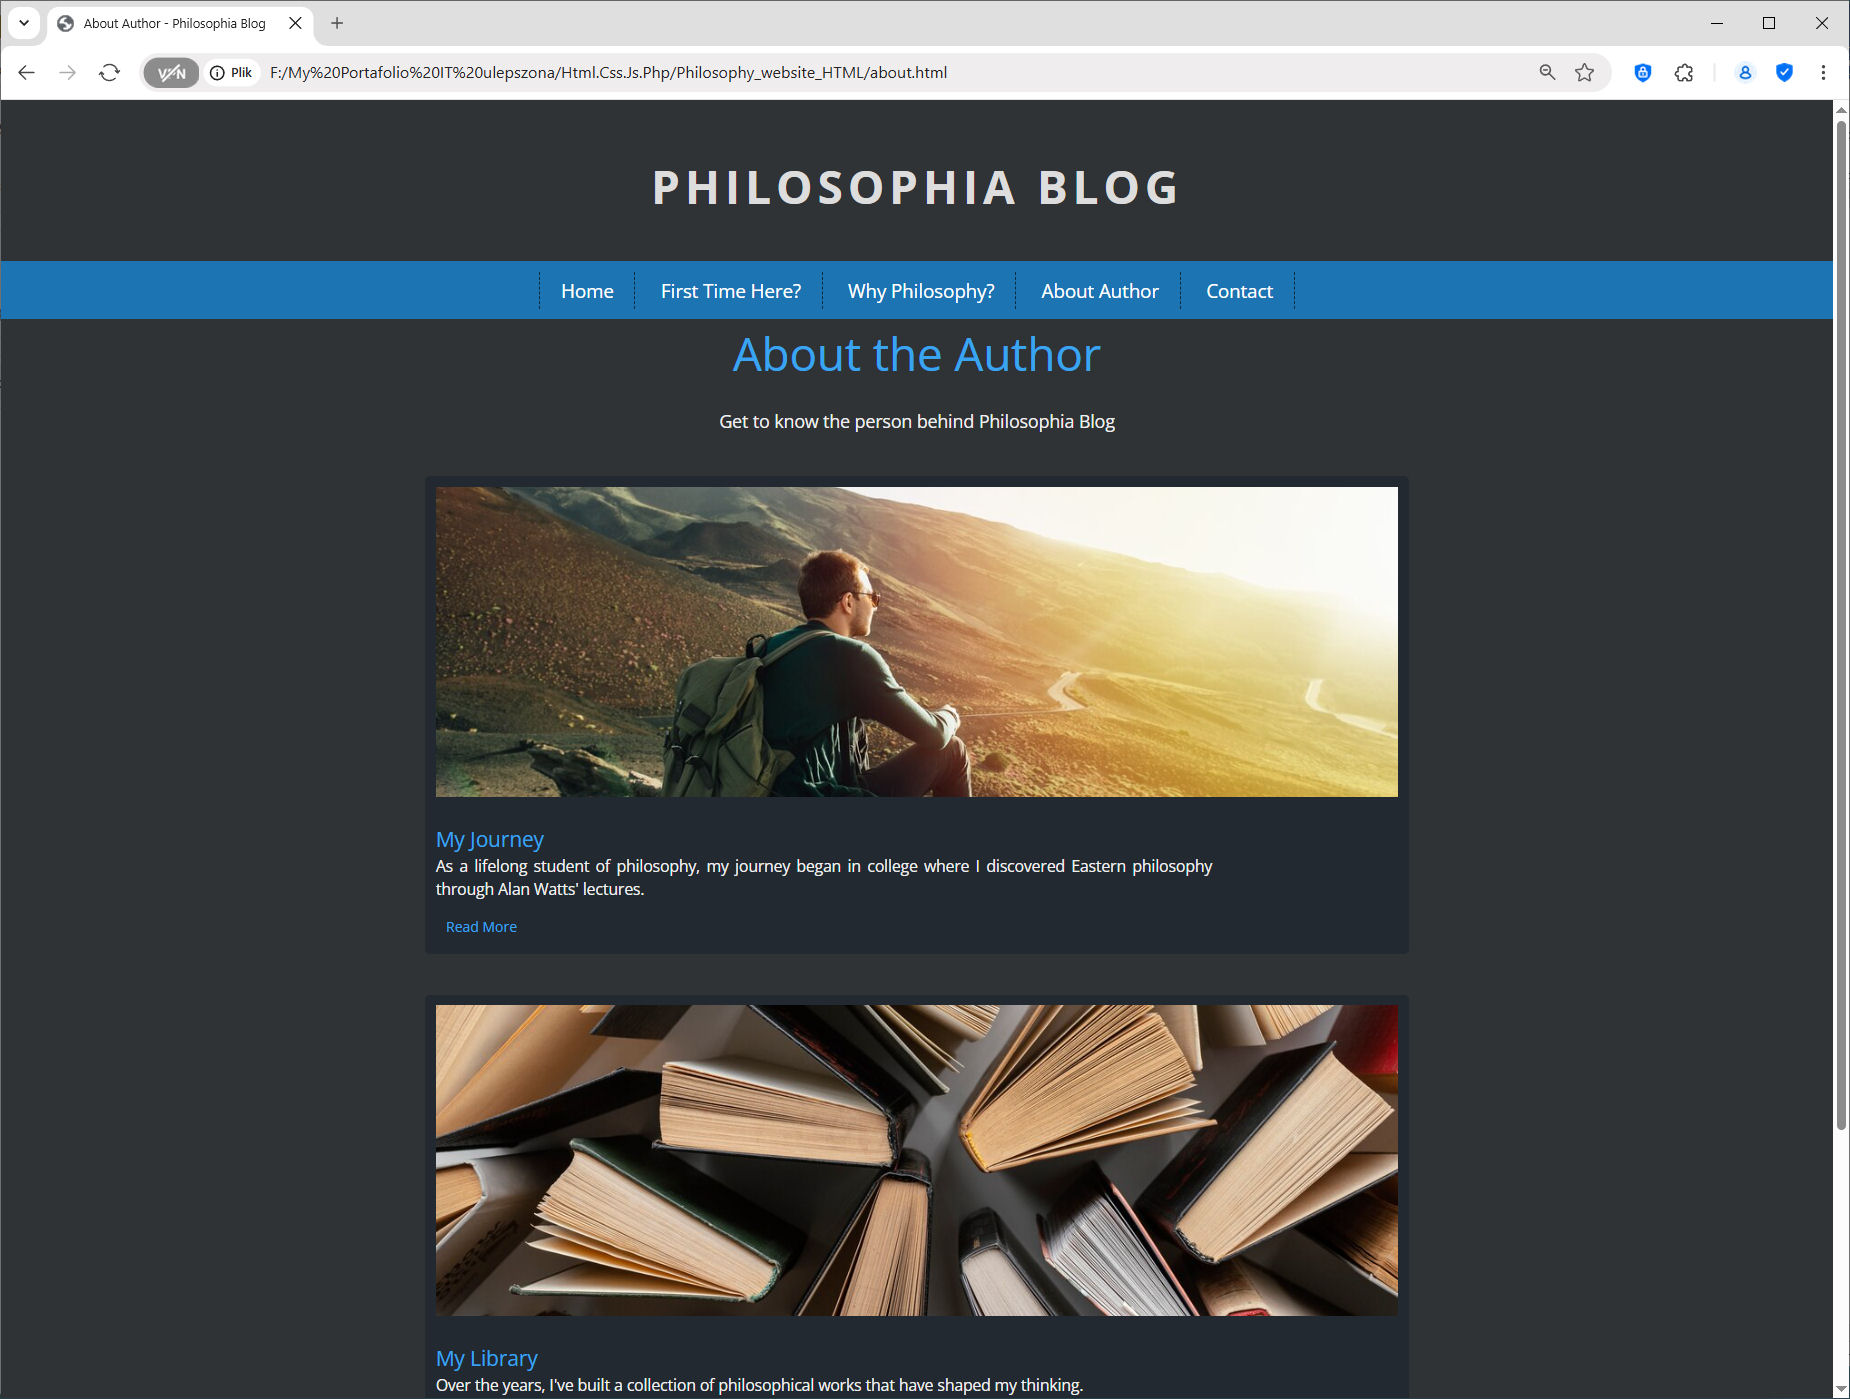 About Author - Philosophia Blog
VPN
Plik
F:/My%20Portafolio%20IT%20ulepszona/Html.Css.Js.Php/Philosophy_website_HTML/about.html
PHILOSOPHIA BLOG
Home
First Time Here?
Why Philosophy?
About Author
Contact
About the Author
Get to know the person behind Philosophia Blog
My Journey
As a lifelong student of philosophy, my journey began in college where I discovered Eastern philosophy
through Alan Watts' lectures.
Read More
My Library
Over the years, I've built a collection of philosophical works that have shaped my thinking.